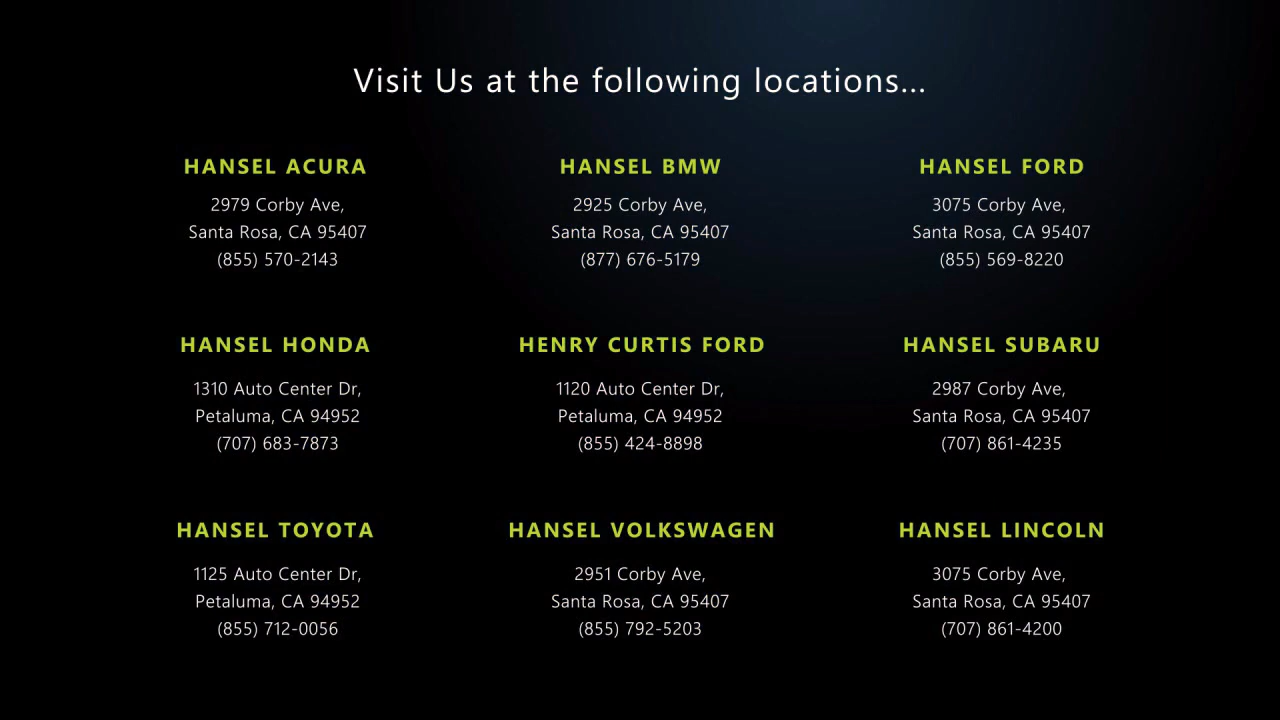 Visit Us at the following locations...
HANSEL ACURA
2979 Corby Ave,
Santa Rosa, CA 95407
(855) 570-2143
HANSEL BMW
2925 Corby Ave,
Santa Rosa, CA 95407
(877) 676-5179
HANSEL FORD
3075 Corby Ave,
Santa Rosa, CA 95407
(855) 569-8220
HANSEL HONDA
1310 Auto Center Dr,
Petaluma, CA 94952
(707) 683-7873
HENRY CURTIS FORD
1120 Auto Center Dr,
Petaluma, CA 94952
(855) 424-8898
HANSEL SUBARU
2987 Corby Ave,
Santa Rosa, CA 95407
(707) 861-4235
HANSEL TOYOTA
1125 Auto Center Dr,
Petaluma, CA 94952
(855) 712-0056
HANSEL VOLKSWAGEN
2951 Corby Ave,
Santa Rosa, CA 95407
(855) 792-5203
HANSEL LINCOLN
3075 Corby Ave,
Santa Rosa, CA 95407
(707) 861-4200